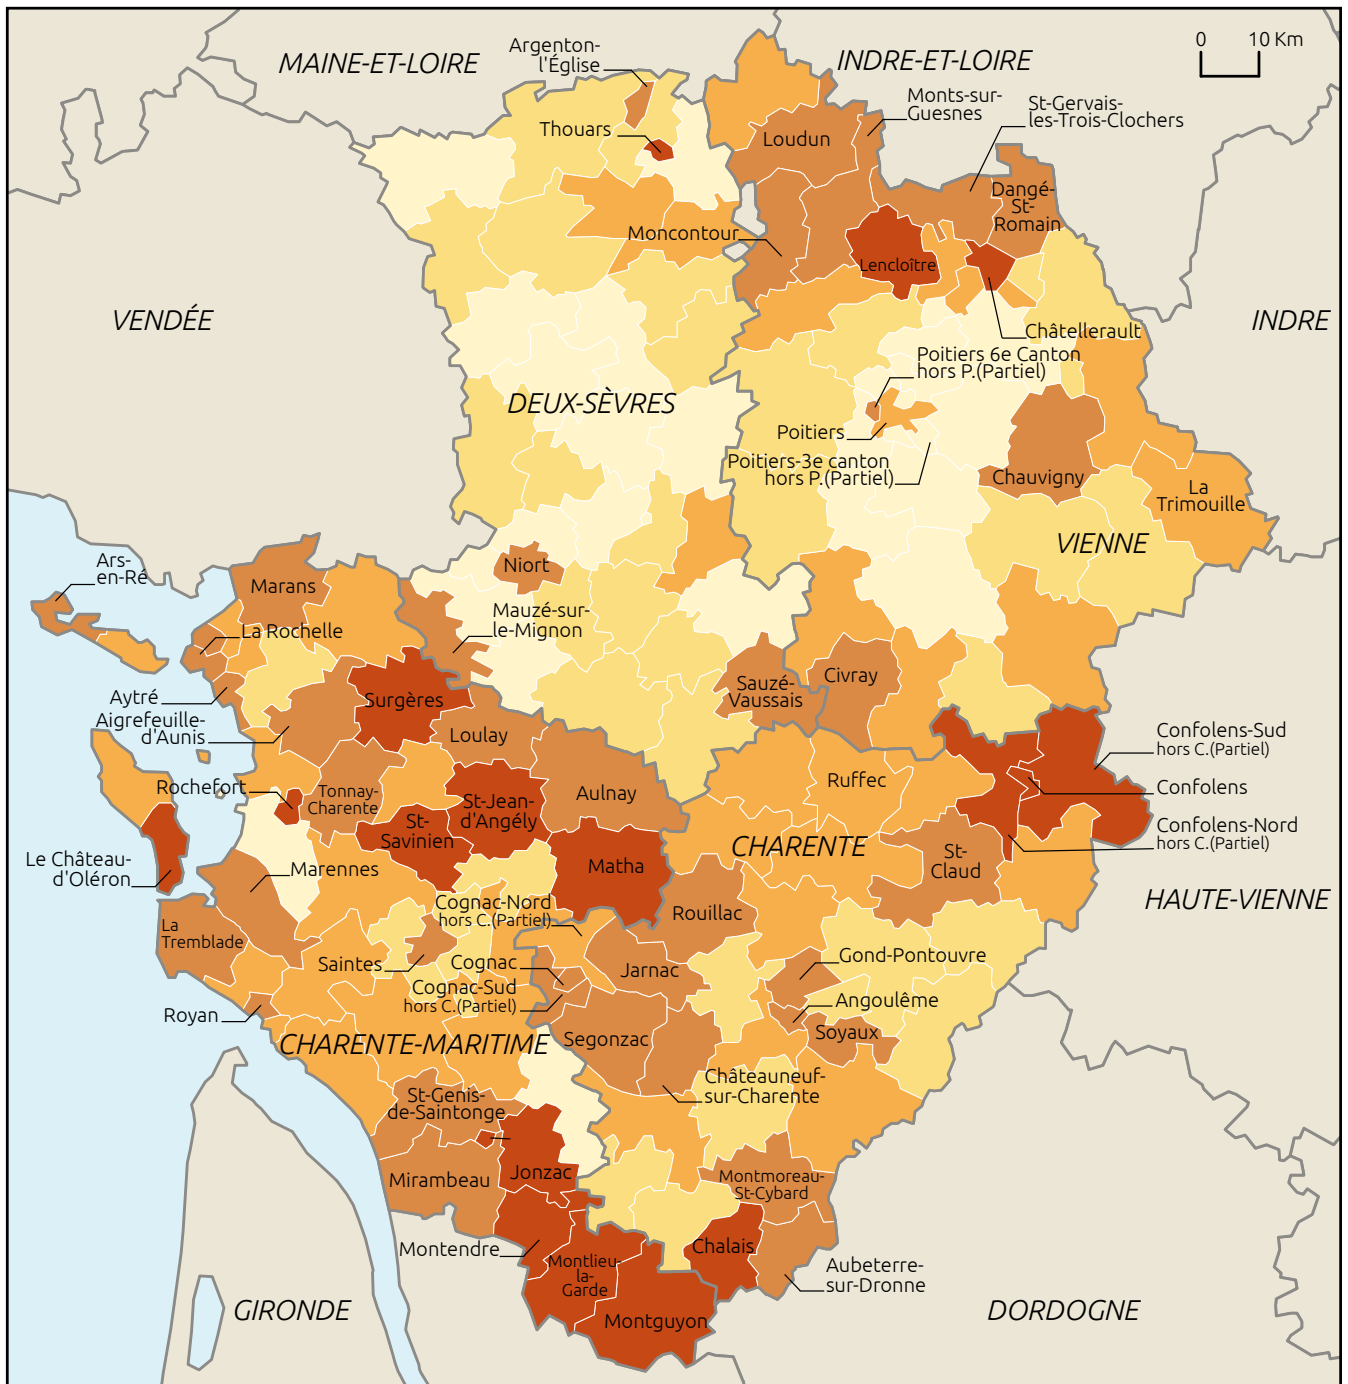 MAINE-ET-LOIRE
Argenton-
l'Église
INDRE-ET-LOIRE
0 10 Km
Monts-sur-
Guesnes
St-Gervais-
les-Trois-Clochers
Thouars
Loudun
Dangé-
St-
Romain
Moncontour
Lencloître
VENDÉE
INDRE
Châtellerault
Poitiers 6e Canton
hors P.(Partiel)
DEUX-SÈVRES
Poitiers
Poitiers-3e canton
hors P.(Partiel)
Chauvigny
La
Trimouille
VIENNE
Ars-
en-Ré
Marans
Niort
Mauzé-sur-
le-Mignon
La Rochelle
Aytré
Surgères
Sauzé-
Vaussais
Civray
Aigrefeuille-
d'Aunis
Loulay
Confolens-Sud
hors C.(Partiel)
Rochefort
Tonnay-
Charente
St-Jean-
d'Angély
Aulnay
Ruffec
Confolens
St-
Savinien
CHARENTE
Confolens-Nord
hors C.(Partiel)
Le Château-
d'Oléron
Marennes
Matha
St-
Claud
HAUTE-VIENNE
La
Tremblade
Cognac-Nord
hors C.(Partiel)
Rouillac
Saintes
Cognac
Jarnac
Gond-Pontouvre
Cognac-Sud
hors C.(Partiel)
Angoulême
Royan
Soyaux
CHARENTE-MARITIME
Segonzac
Châteauneuf-
sur-Charente
St-Genis-
de-Saintonge
Mirambeau
Jonzac
Montmoreau-
St-Cybard
Montendre
Chalais
Montlieu-
la-
Garde
Aubeterre-
sur-Dronne
GIRONDE
Montguyon
DORDOGNE